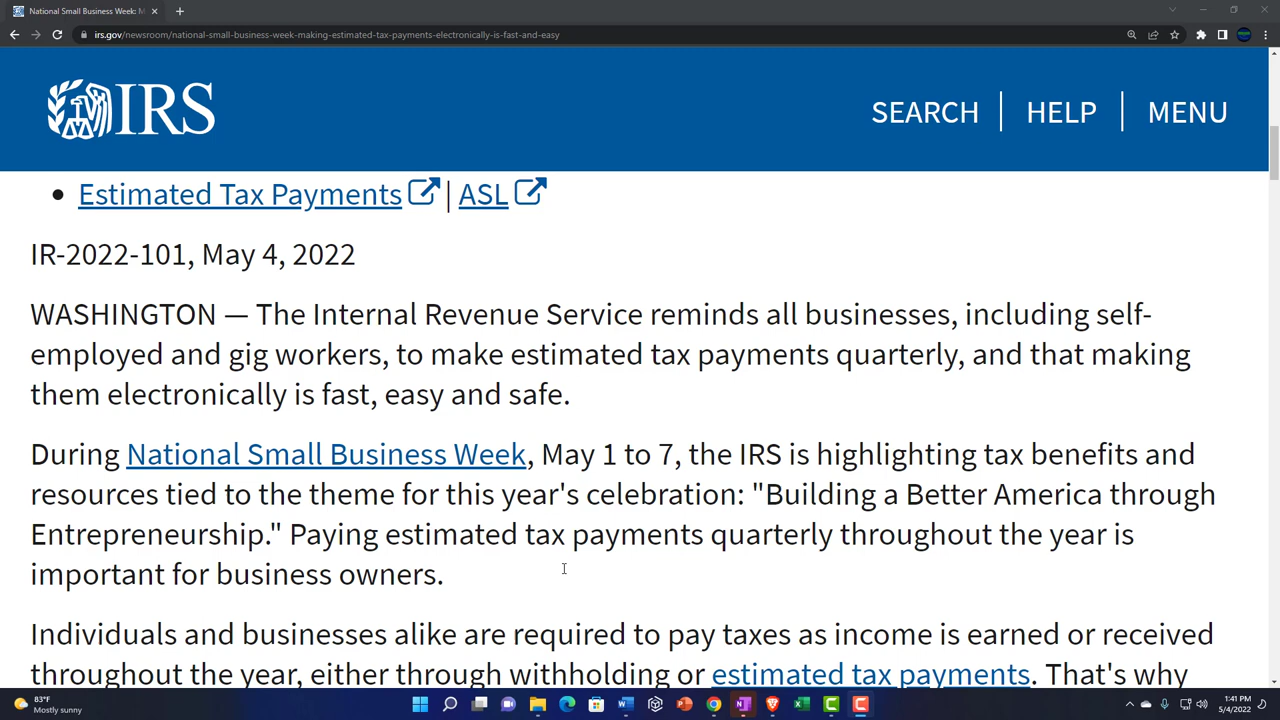 National Small Business Week: M
irs.gov/newsroom/national-small-business-week-making-estimated-tax-payments-electronically-is-fast-and-easy
IRS
SEARCH
HELP
MENU
• Estimated Tax Payments | ASL
IR-2022-101, May 4, 2022
WASHINGTON — The Internal Revenue Service reminds all businesses, including self-
employed and gig workers, to make estimated tax payments quarterly, and that making
them electronically is fast, easy and safe.
During National Small Business Week, May 1 to 7, the IRS is highlighting tax benefits and
resources tied to the theme for this year's celebration: "Building a Better America through
Entrepreneurship." Paying estimated tax payments quarterly throughout the year is
important for business owners.
Individuals and businesses alike are required to pay taxes as income is earned or received
throughout the year, either through withholding or estimated tax payments. That's why
83°F
Mostly sunny
1:41 PM
5/4/2022